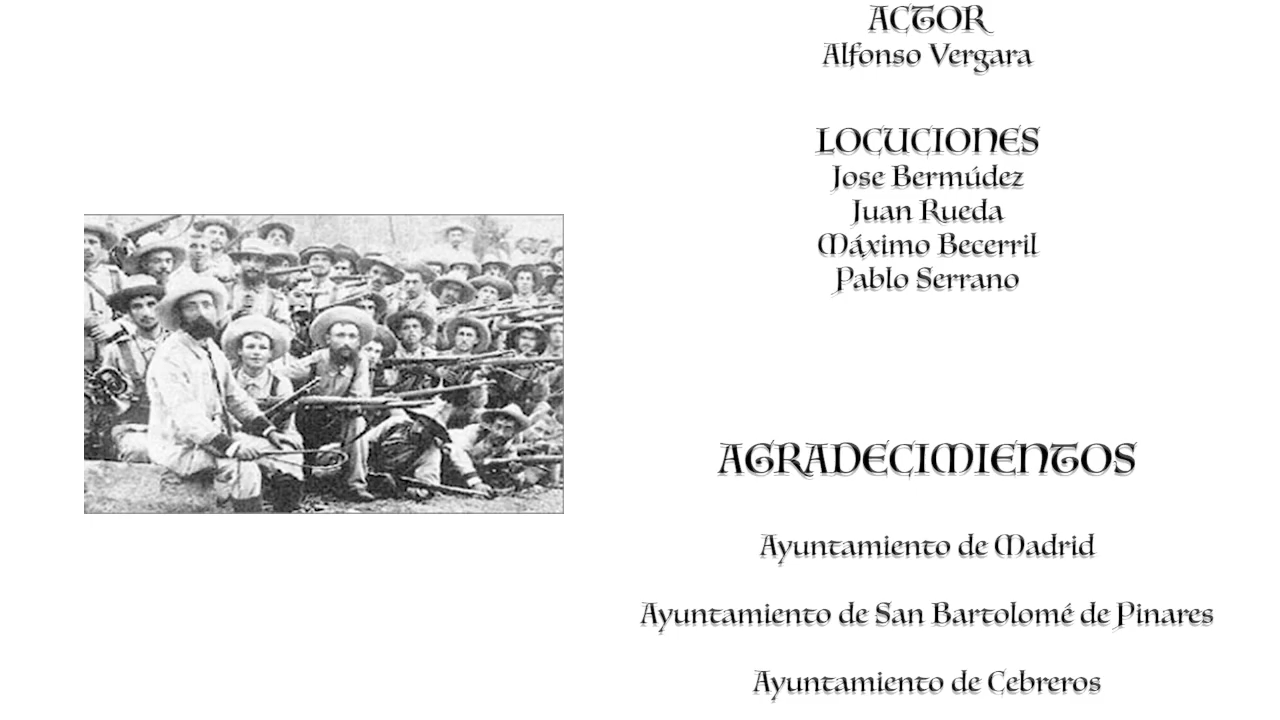 ACTOR
Alfonso Vergara
LOCUCIONES
Jose Bermúdez
Juan Rueda
Máximo Becerril
Pablo Serrano
AGRADECIMIENTOS
Ayuntamiento de Madrid
Ayuntamiento de San Bartolomé de Pinares
Ayuntamiento de Cebreros